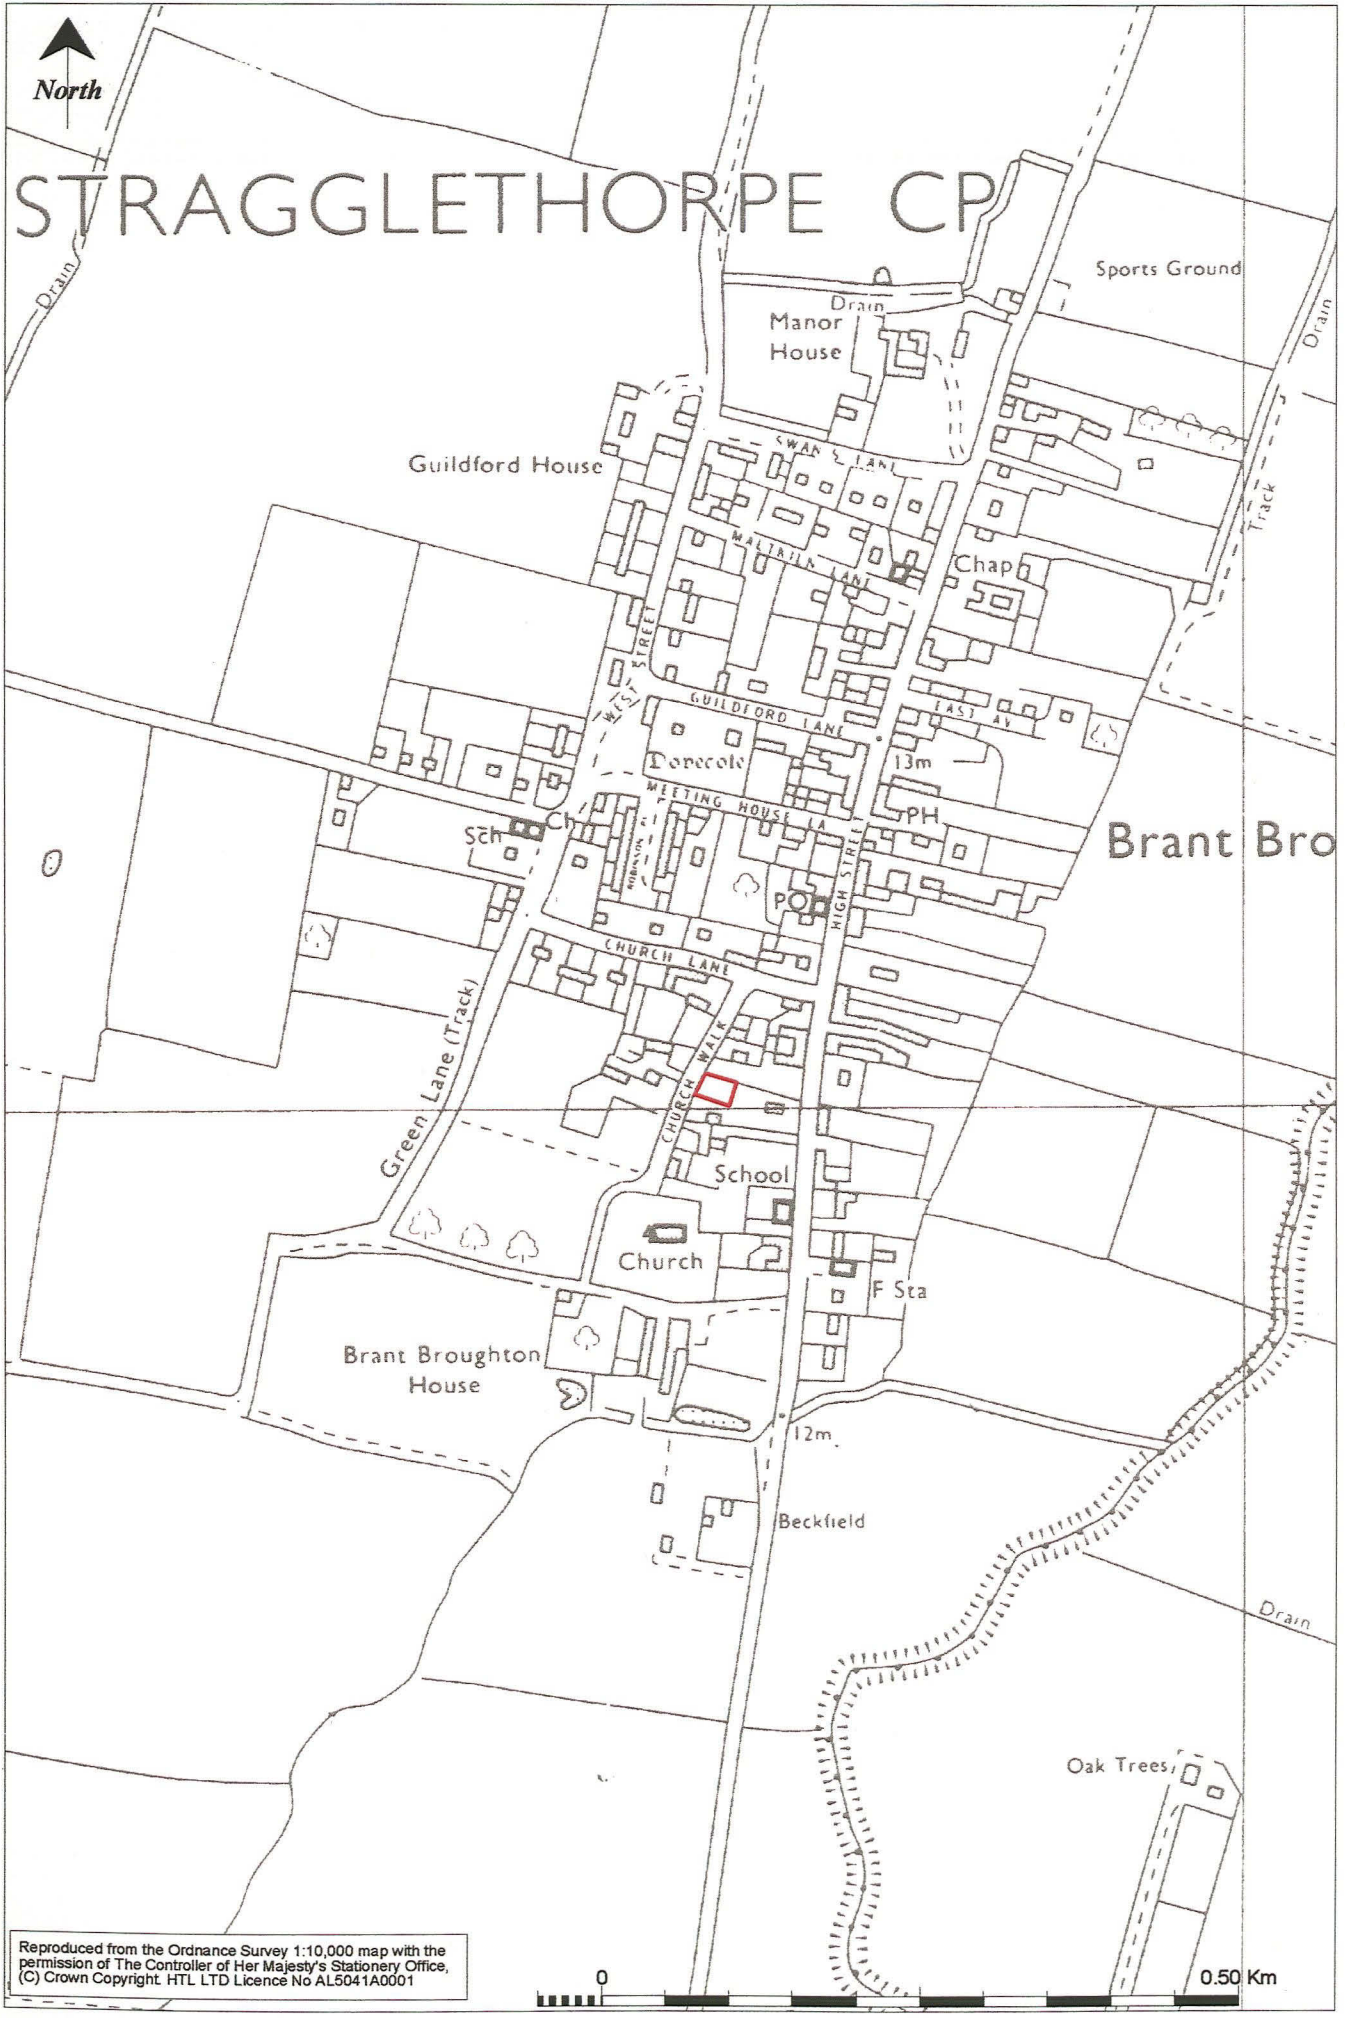 North
STRAGGLETHORPE CP
Drain
Sports Ground
Drain
Drain
Manor
House
SWAN'S LANE
Guildford House
Track
MALTKILN LANE
Chap
WEST STREET
GUILDFORD LANE
EAST AV
Dovecote
13m
MEETING HOUSE LA
PH
Ch
Sch
Brant Bro
ROBINSON CL
HIGH STREET
PO
CHURCH LANE
Green Lane (Track)
CHURCH WALK
School
Church
F Sta
Brant Broughton
House
12m
Beckfield
Drain
Oak Trees
Reproduced from the Ordnance Survey 1:10,000 map with the
permission of The Controller of Her Majesty's Stationery Office,
(C) Crown Copyright. HTL LTD Licence No AL5041A0001
0
0.50 Km